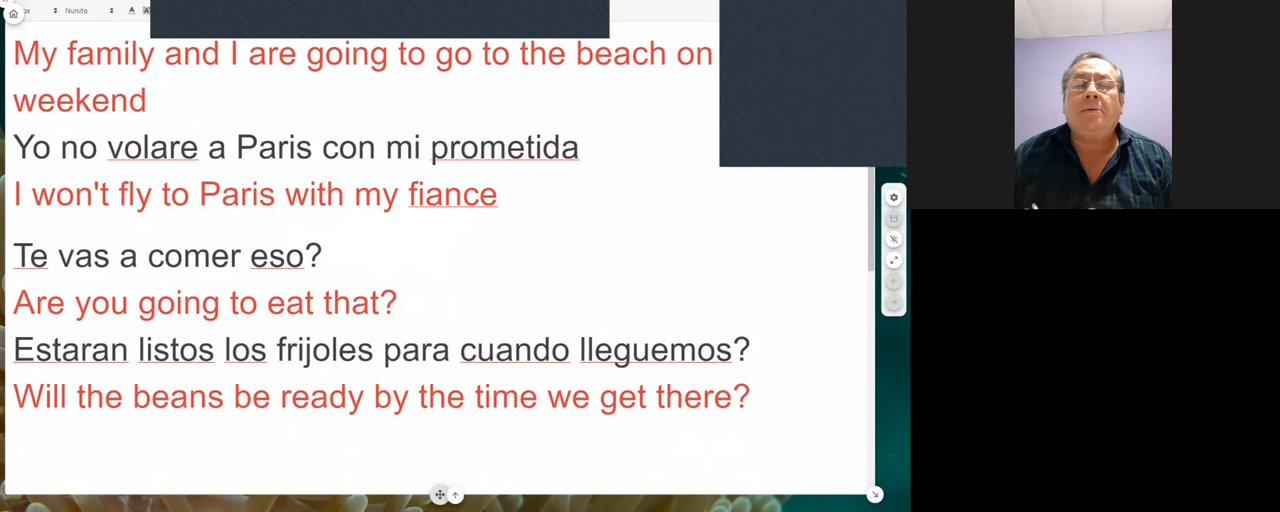 Nunito
My family and I are going to go to the beach on
weekend
Yo no volare a Paris con mi prometida
I won't fly to Paris with my fiance
Te vas a comer eso?
Are you going to eat that?
Estaran listos los frijoles para cuando lleguemos?
Will the beans be ready by the time we get there?